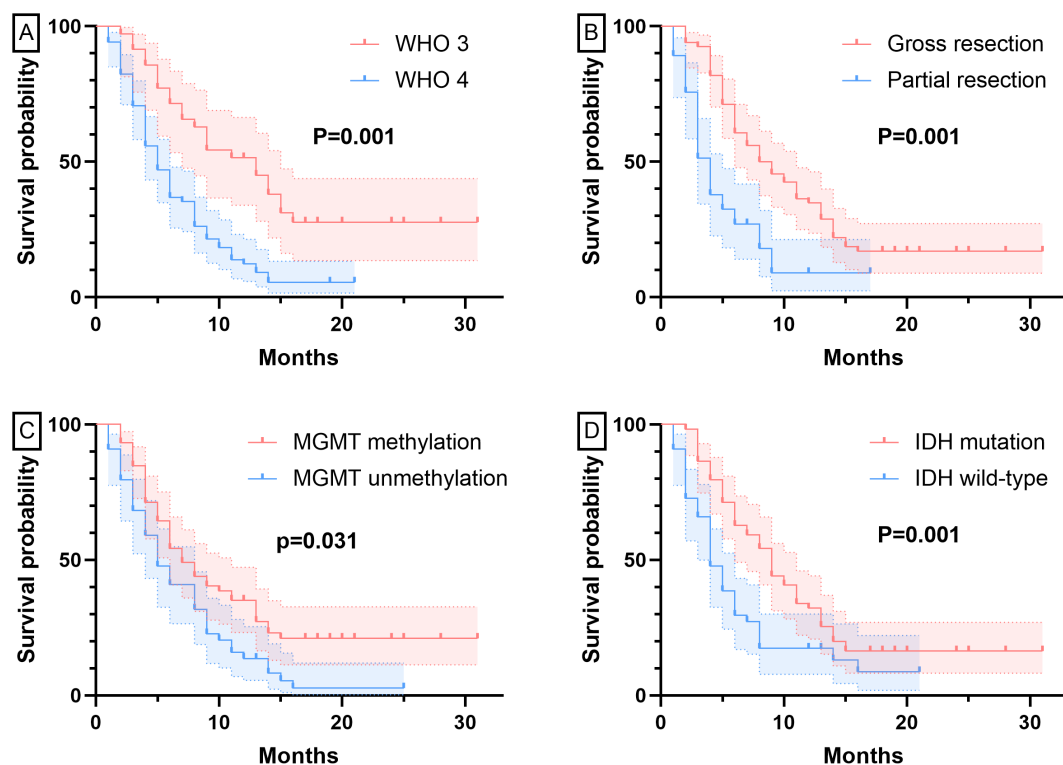 A
Survival probability
100
50
0
WHO 3
WHO 4
P=0.001
0 10 20 30
Months
B
Survival probability
100
50
0
Gross resection
Partial resection
P=0.001
0 10 20 30
Months
C
Survival probability
100
50
0
MGMT methylation
MGMT unmethylation
p=0.031
0 10 20 30
Months
D
Survival probability
100
50
0
IDH mutation
IDH wild-type
P=0.001
0 10 20 30
Months